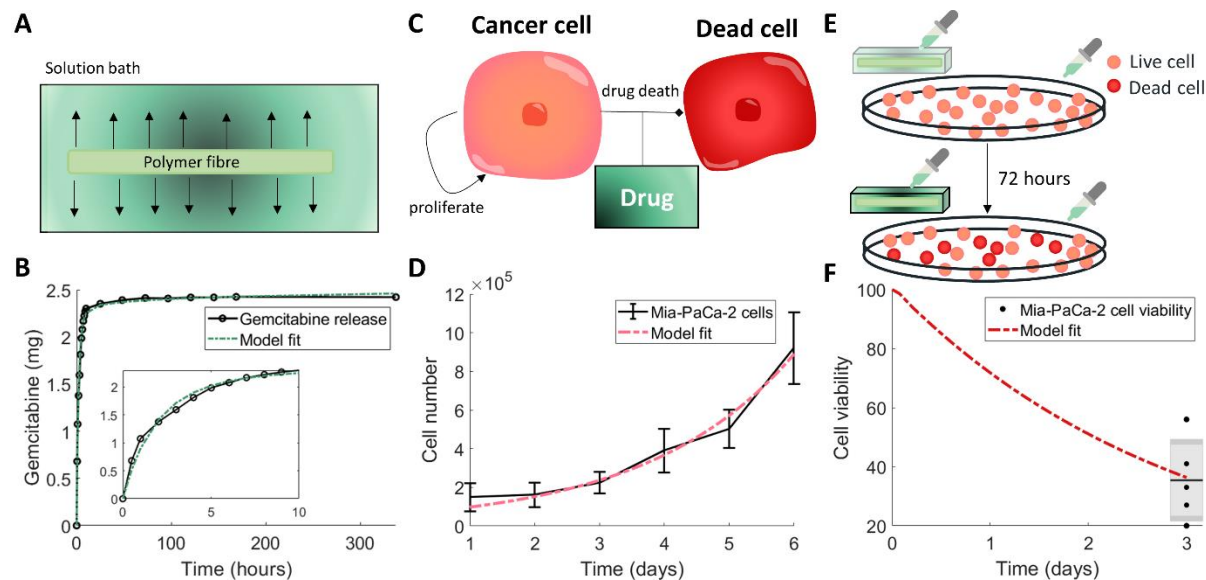 A
Solution bath
Polymer fibre
B
2.5
2
1.5
1
0.5
0
Gemcitabine (mg)
Gemcitabine release
Model fit
2
1.5
1
0.5
0
0 5 10
0 100 200 300
Time (hours)
C
Cancer cell
Dead cell
drug death
Drug
proliferate
D
× 10⁵
12
10
8
6
4
2
0
Cell number
Mia-PaCa-2 cells
Model fit
1 2 3 4 5 6
Time (days)
E
Live cell
Dead cell
72 hours
F
100
80
60
40
20
Cell viability
Mia-PaCa-2 cell viability
Model fit
0 1 2 3
Time (days)